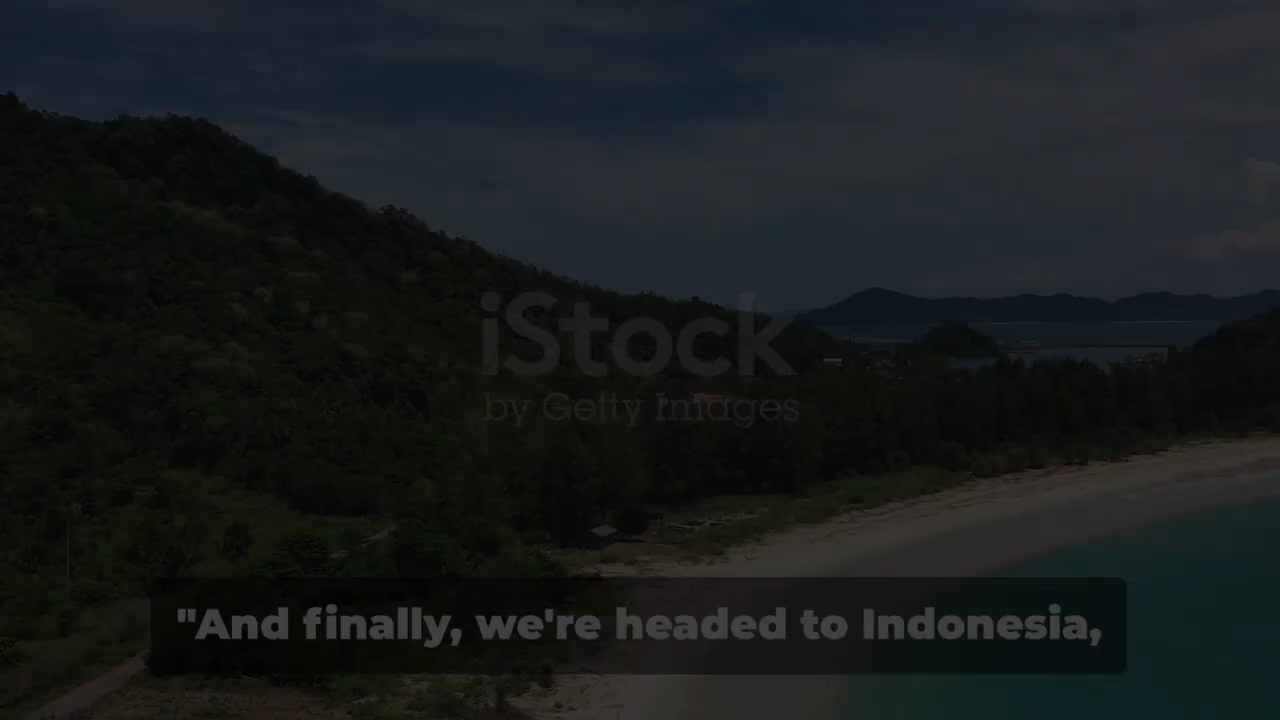 iStock
by Getty Images
"And finally, we're headed to Indonesia,